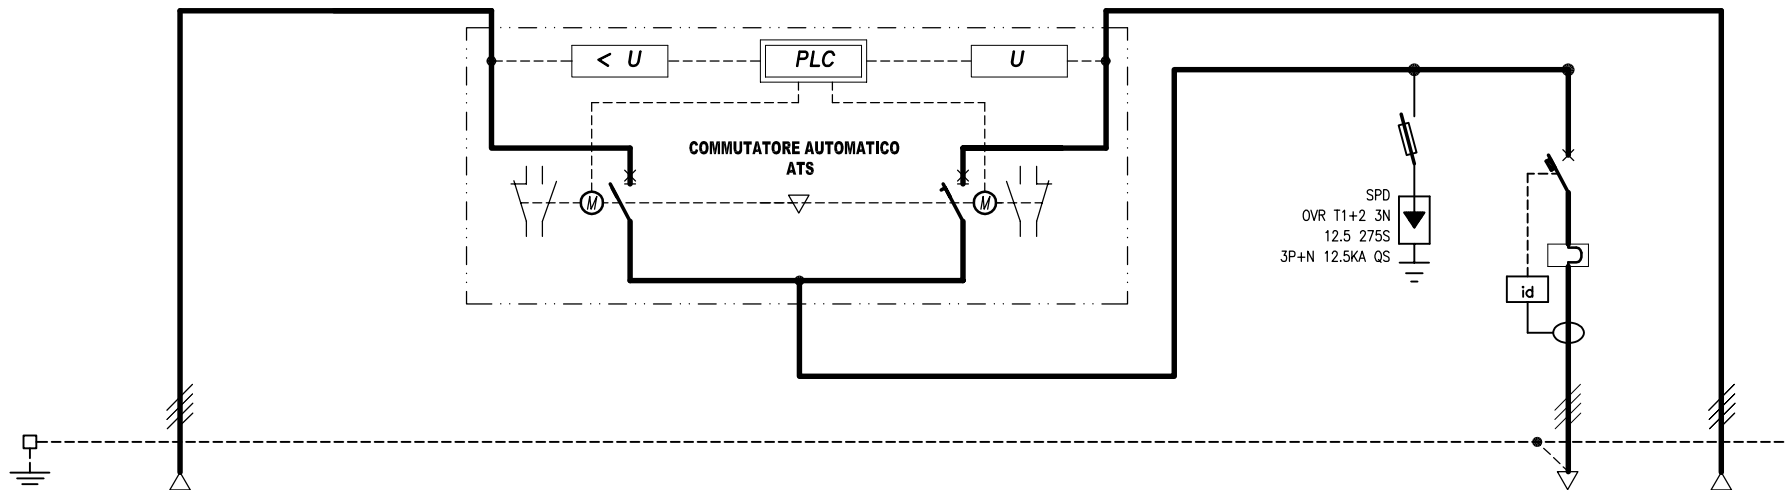 < U
PLC
U
COMMUTATORE AUTOMATICO
ATS
M
M
SPD
OVR T1+2 3N
12.5 275S
3P+N 12.5KA QS
id